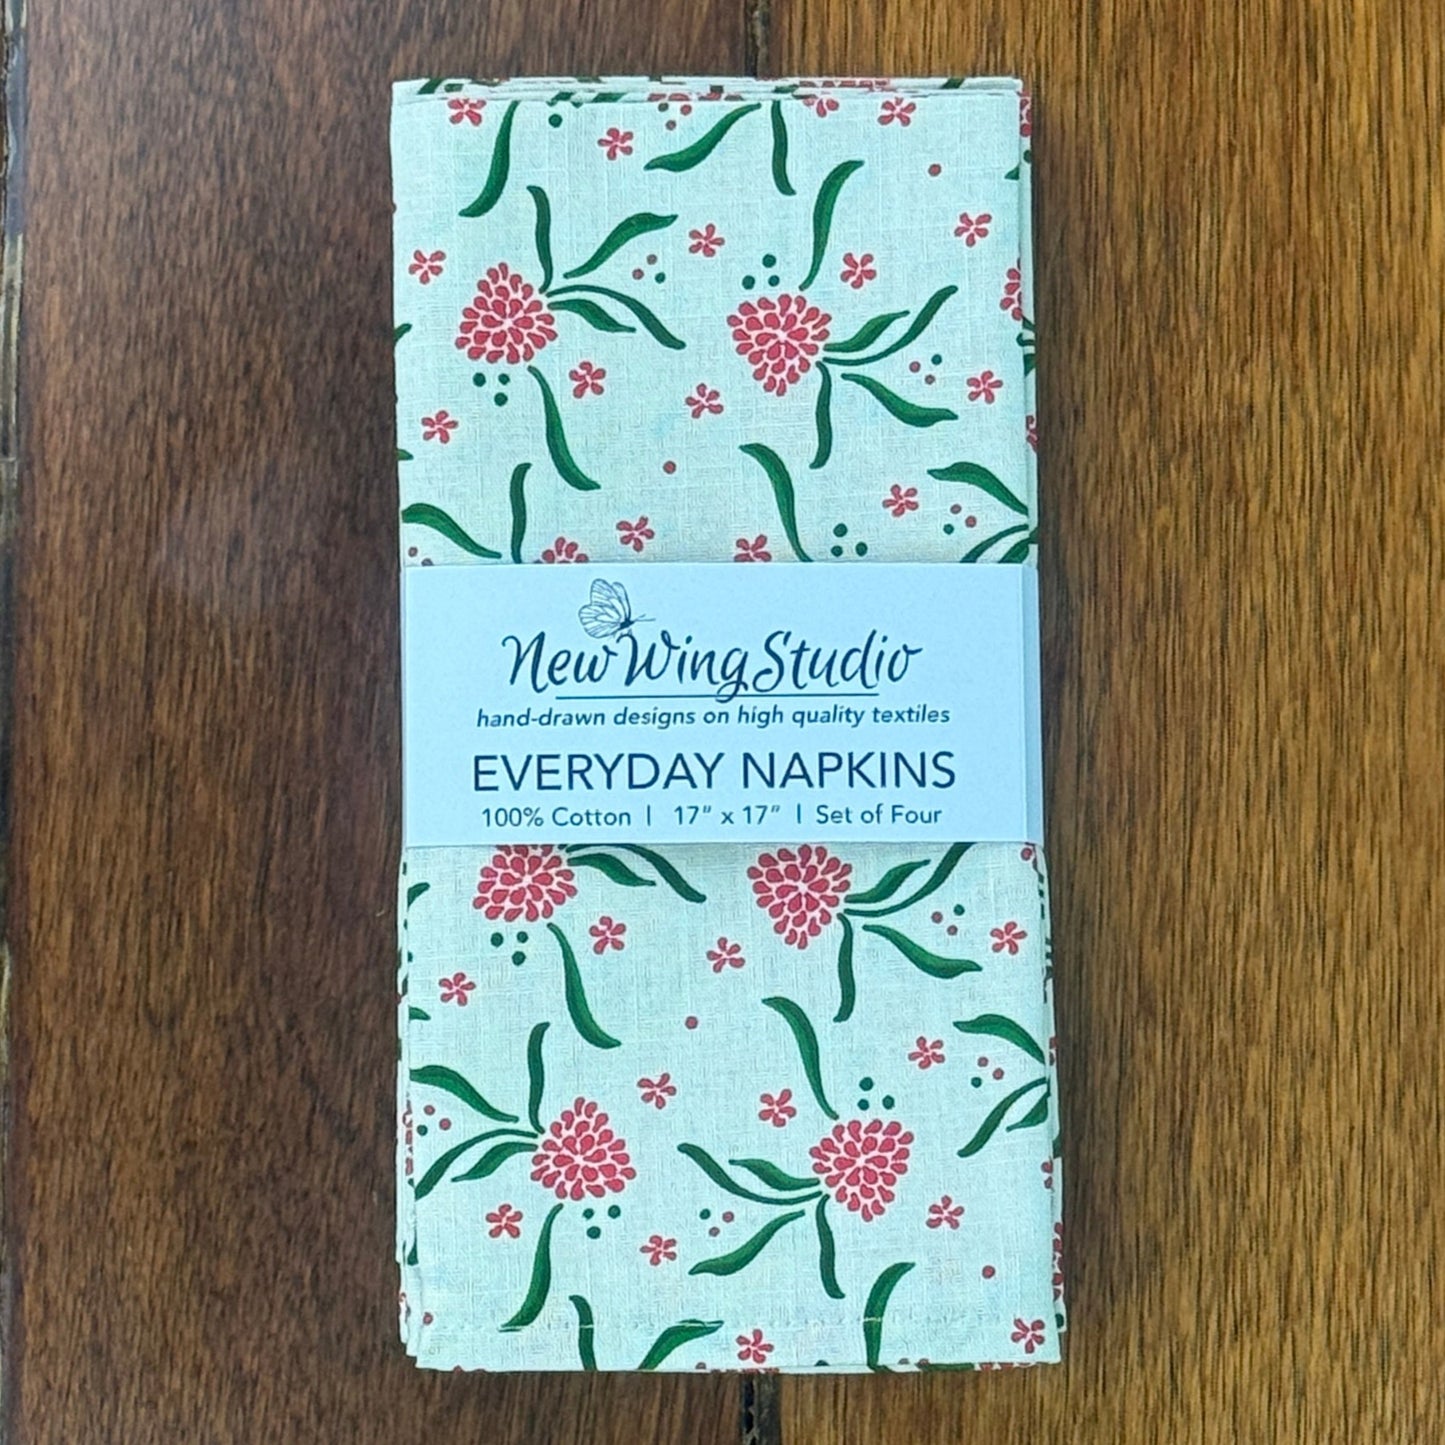 New Wing Studio
hand-drawn designs on high quality textiles
EVERYDAY NAPKINS
100% Cotton | 17" x 17" | Set of Four